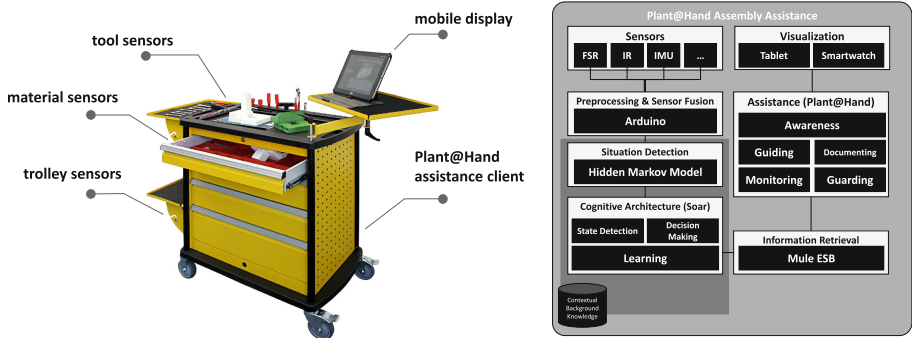 mobile display
tool sensors
material sensors
trolley sensors
Plant@Hand
assistance client
Plant@Hand Assembly Assistance
Sensors
FSR
IR
IMU
...
Preprocessing & Sensor Fusion
Arduino
Situation Detection
Hidden Markov Model
Cognitive Architecture (Soar)
State Detection
Decision
Making
Learning
Contextual
Background
Knowledge
Visualization
Tablet
Smartwatch
Assistance (Plant@Hand)
Awareness
Guiding
Documenting
Monitoring
Guarding
Information Retrieval
Mule ESB